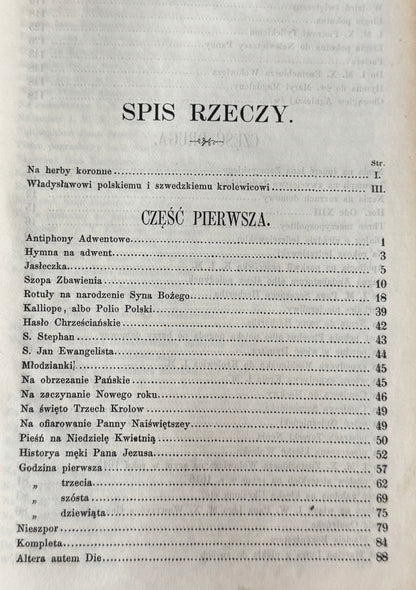 SPIS RZECZY.
Str.
Na herby koronne I.
Władysławowi polskiemu i szwedzkiemu krolewicowi III.
CZĘŚĆ PIERWSZA.
Antiphony Adwentowe 1
Hymna na adwent 3
Jasłeczka 5
Szopa Zbawienia 10
Rotuły na narodzenie Syna Bożego 18
Kalliope, albo Polio Polski 39
Hasło Chrześciańskie 42
S. Stephan 43
S. Jan Ewangelista 44
Młodzianki 45
Na obrzezanie Pańskie 45
Na zaczynanie Nowego roku 46
Na święto Trzech Krolow 49
Na ofiarowanie Panny Naiświętszey 49
Pieśń na Niedzielę Kwietnią 50
Historya męki Pana Jezusa 52
Godzina pierwsza 57
„ trzecia 62
„ szósta 69
„ dziewiąta 75
Nieszpor 79
Kompleta 84
Altera autem Die 88